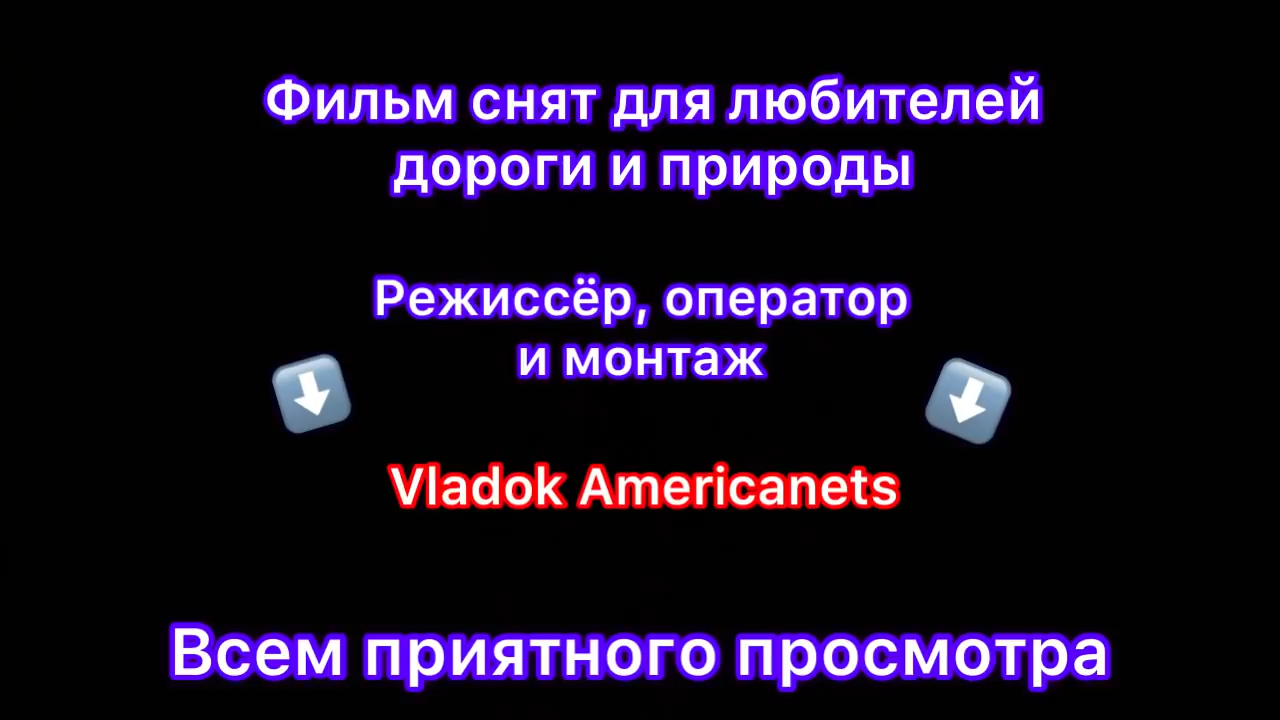 Фильм снят для любителей
дороги и природы
Режиссёр, оператор
и монтаж
Vladok Americanets
Всем приятного просмотра